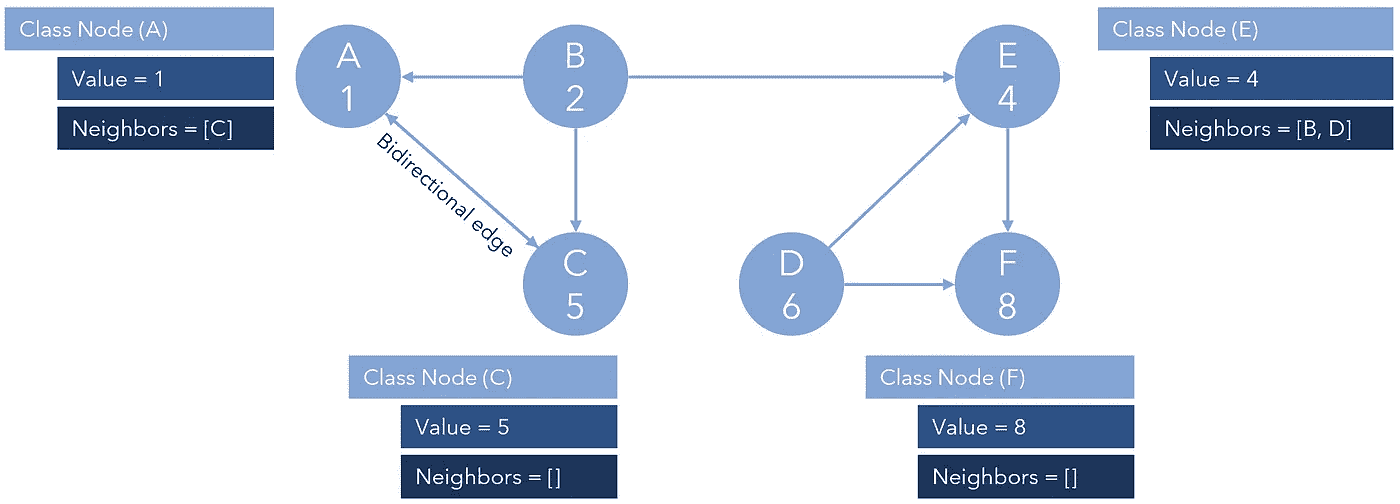 Class Node (A)
Value = 1
Neighbors = [C]
A
1
B
2
E
4
Class Node (E)
Value = 4
Neighbors = [B, D]
Bidirectional edge
C
5
D
6
F
8
Class Node (C)
Value = 5
Neighbors = []
Class Node (F)
Value = 8
Neighbors = []